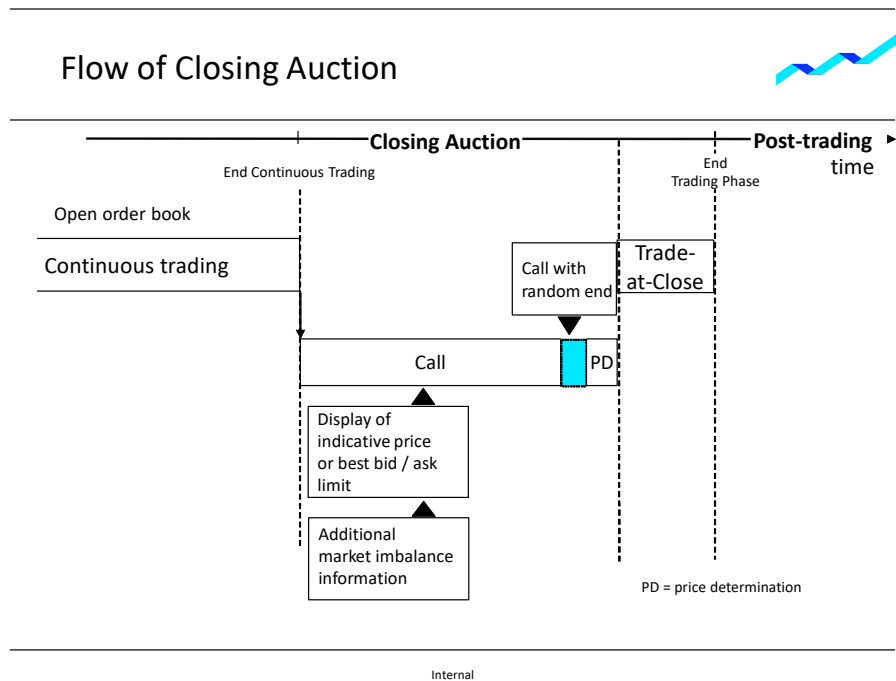 Flow of Closing Auction
Closing Auction
Post-trading
time
End Continuous Trading
End
Trading Phase
Open order book
Continuous trading
Call with
random end
Trade-
at-Close
Call
PD
Display of
indicative price
or best bid / ask
limit
Additional
market imbalance
information
PD = price determination
Internal